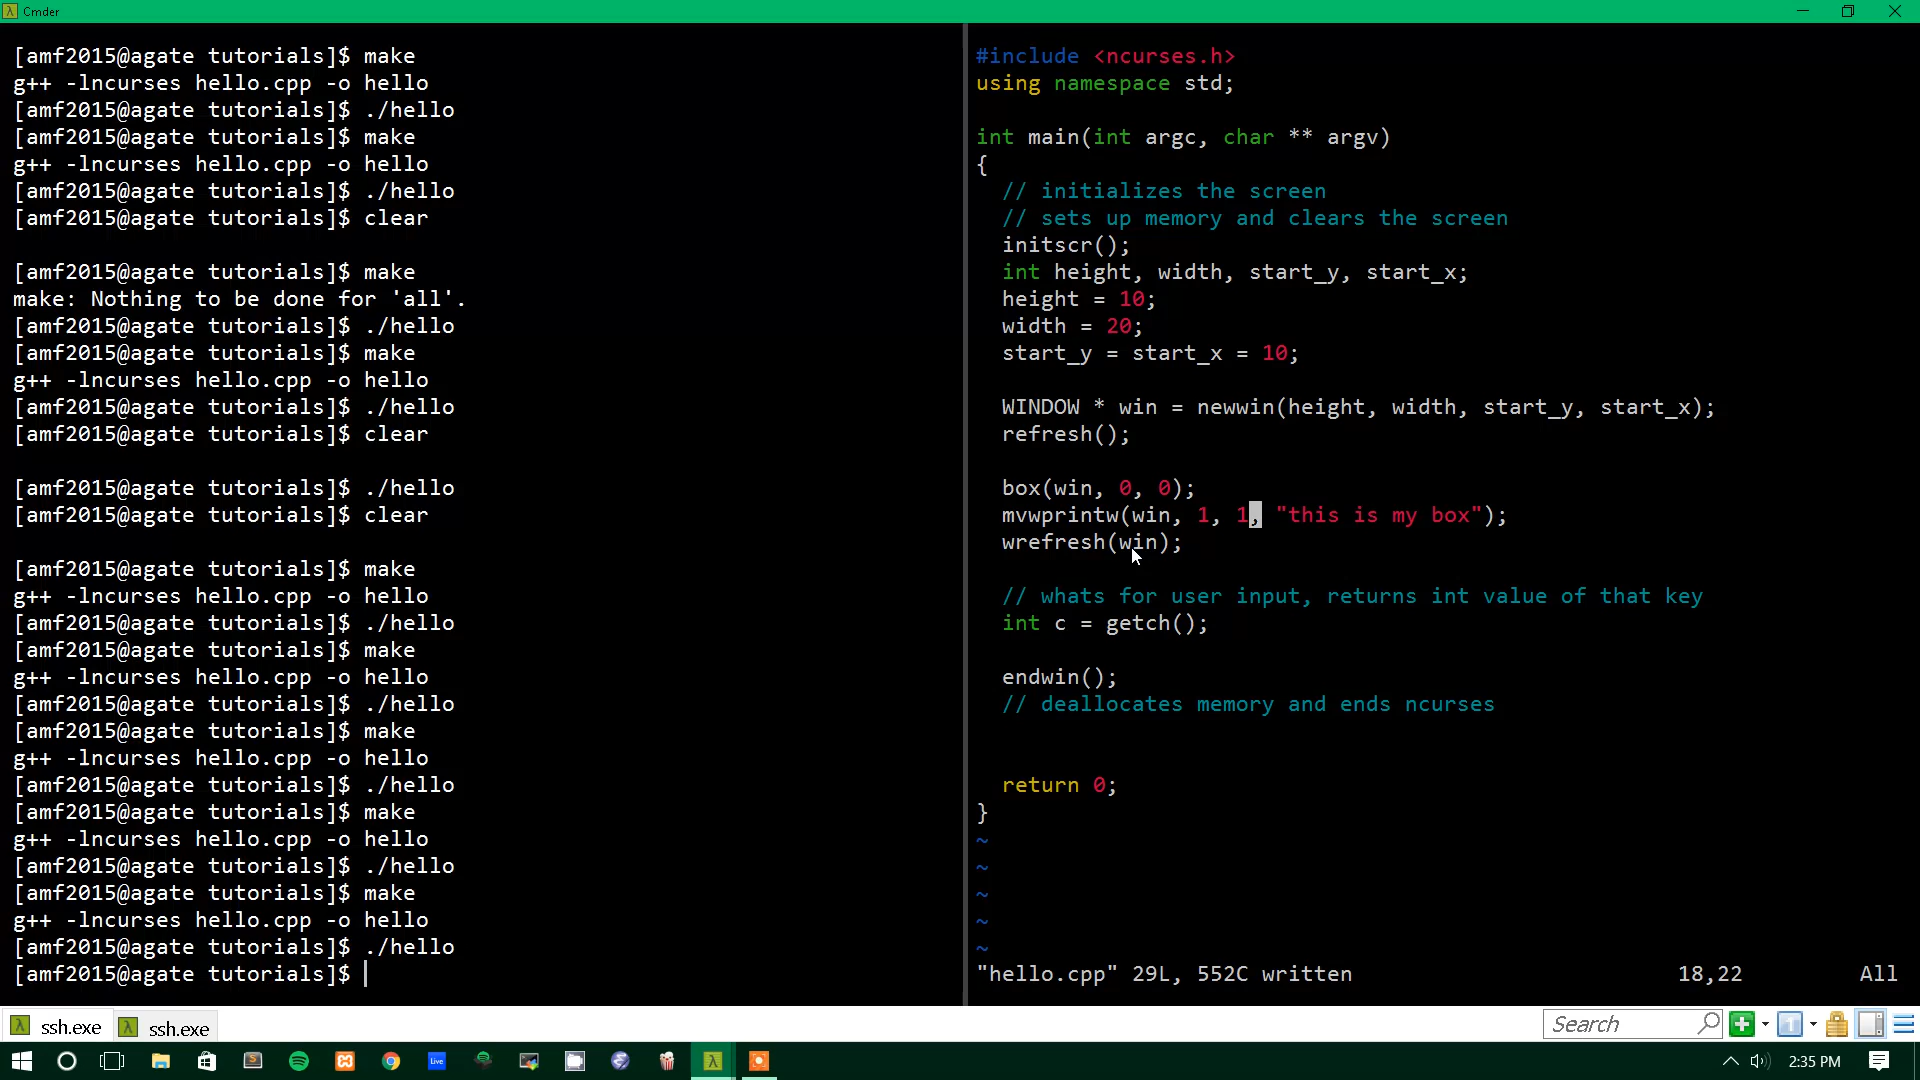 Cmder
[amf2015@agate tutorials]$ make
g++ -lncurses hello.cpp -o hello
[amf2015@agate tutorials]$ ./hello
[amf2015@agate tutorials]$ make
g++ -lncurses hello.cpp -o hello
[amf2015@agate tutorials]$ ./hello
[amf2015@agate tutorials]$ clear
[amf2015@agate tutorials]$ make
make: Nothing to be done for 'all'.
[amf2015@agate tutorials]$ ./hello
[amf2015@agate tutorials]$ make
g++ -lncurses hello.cpp -o hello
[amf2015@agate tutorials]$ ./hello
[amf2015@agate tutorials]$ clear
[amf2015@agate tutorials]$ ./hello
[amf2015@agate tutorials]$ clear
[amf2015@agate tutorials]$ make
g++ -lncurses hello.cpp -o hello
[amf2015@agate tutorials]$ ./hello
[amf2015@agate tutorials]$ make
g++ -lncurses hello.cpp -o hello
[amf2015@agate tutorials]$ ./hello
[amf2015@agate tutorials]$ make
g++ -lncurses hello.cpp -o hello
[amf2015@agate tutorials]$ ./hello
[amf2015@agate tutorials]$ make
g++ -lncurses hello.cpp -o hello
[amf2015@agate tutorials]$ ./hello
[amf2015@agate tutorials]$ make
g++ -lncurses hello.cpp -o hello
[amf2015@agate tutorials]$ ./hello
[amf2015@agate tutorials]$
#include <ncurses.h>
using namespace std;
int main(int argc, char ** argv)
{
// initializes the screen
// sets up memory and clears the screen
initscr();
int height, width, start_y, start_x;
height = 10;
width = 20;
start_y = start_x = 10;
WINDOW * win = newwin(height, width, start_y, start_x);
refresh();
box(win, 0, 0);
mvwprintw(win, 1, 1, "this is my box");
wrefresh(win);
// whats for user input, returns int value of that key
int c = getch();
endwin();
// deallocates memory and ends ncurses
return 0;
}
~
~
~
~
~
"hello.cpp" 29L, 552C written 18,22 All
ssh.exe ssh.exe Search
Live 2:35 PM